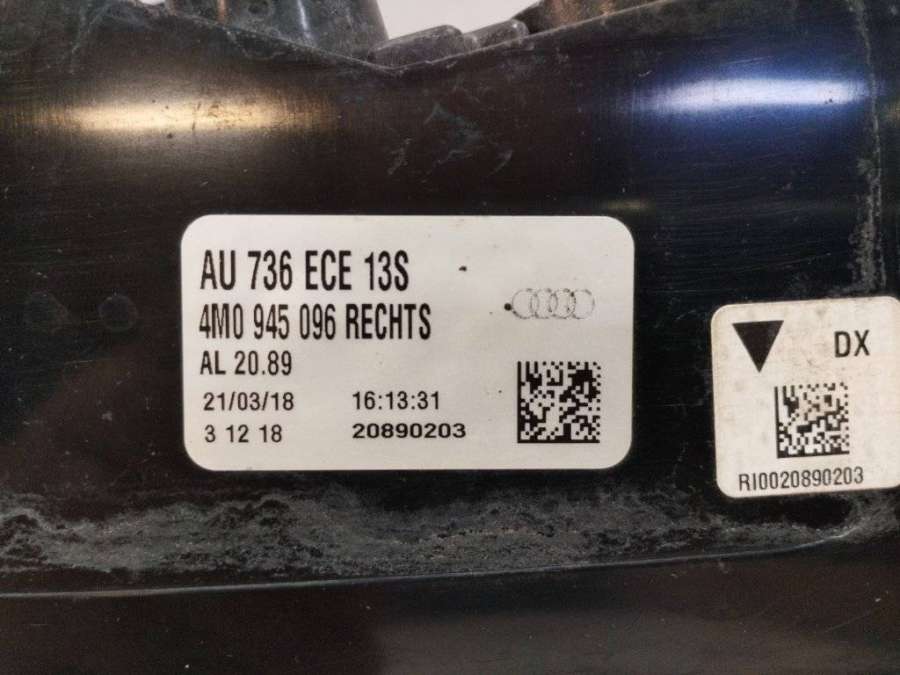 AU 736 ECE 13S
4M0 945 096 RECHTS
AL 20.89
21/03/18 16:13:31
3 12 18 20890203
DX
RI0020890203